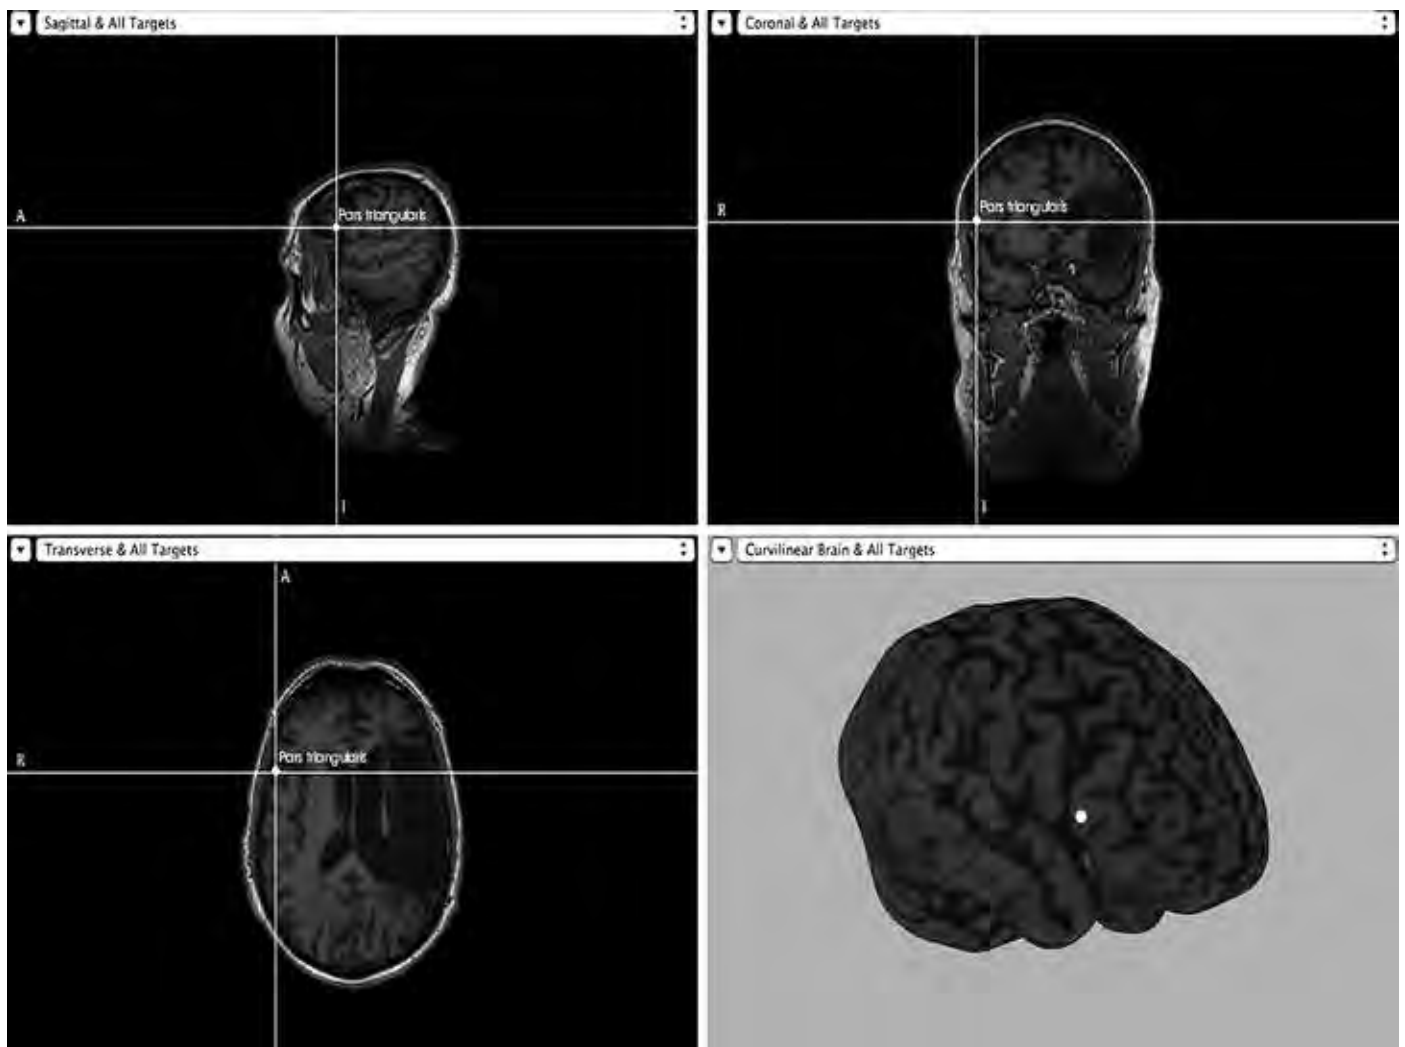 Sagittal & All Targets
A
Pars triangularis
I
Coronal & All Targets
R
Pars triangularis
I
Transverse & All Targets
A
R
Pars triangularis
Curvilinear Brain & All Targets